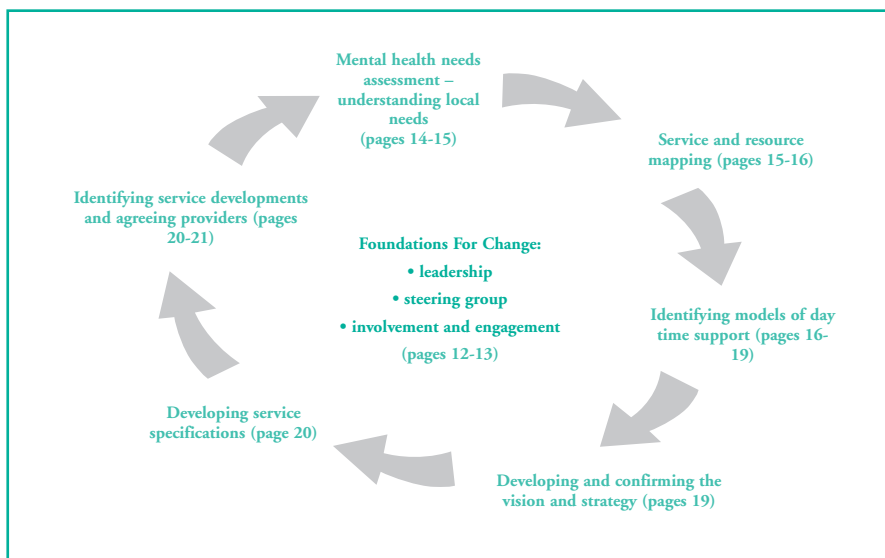 Mental health needs
assessment –
understanding local
needs
(pages 14-15)
Service and resource
mapping (pages 15-16)
Identifying models of day
time support (pages 16-
19)
Developing and confirming the
vision and strategy (pages 19)
Developing service
specifications (page 20)
Identifying service developments
and agreeing providers (pages
20-21)
Foundations For Change:
• leadership
• steering group
• involvement and engagement
(pages 12-13)